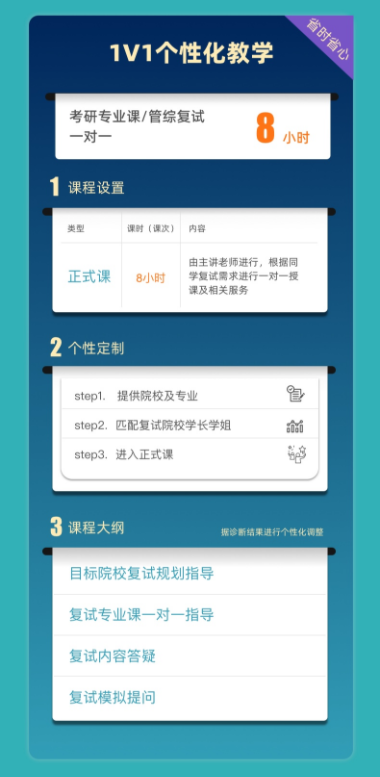 省时省心
1V1个性化教学
考研专业课/管综复试
一对一
8 小时
1 课程设置
类型 课时（课次） 内容
正式课 8小时
由主讲老师进行，根据同
学复试需求进行一对一授
课及相关服务
2 个性定制
step1. 提供院校及专业
step2. 匹配复试院校学长学姐
step3. 进入正式课
3 课程大纲
据诊断结果进行个性化调整
目标院校复试规划指导
复试专业课一对一指导
复试内容答疑
复试模拟提问